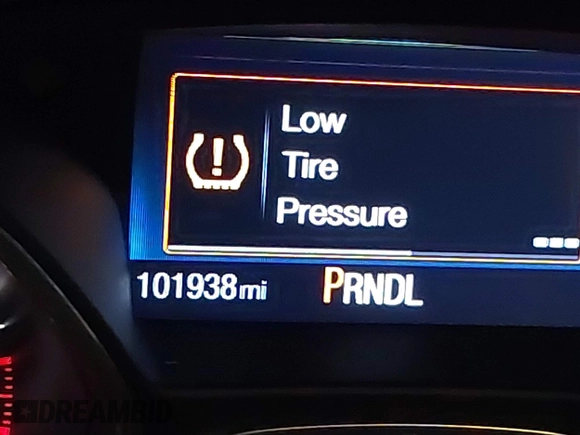 Low
Tire
Pressure
101938mi PRNDL
DREAMBID